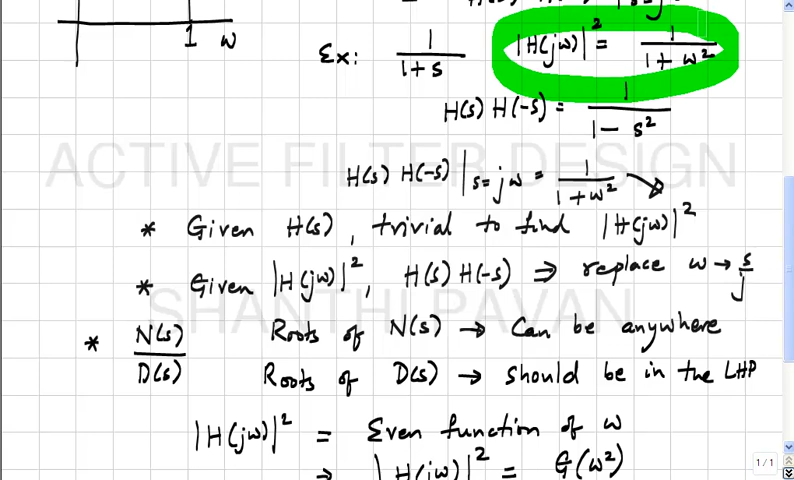 = H(s) H(-s) | s=j
1 ω
Ex: 1/(1+s) |H(jω)|² = 1/(1+ω²)
H(s) H(-s) = 1/(1-s²)
ACTIVE FILTER DESIGN
H(s) H(-s) | s=jω = 1/(1+ω²)
* Given H(s), trivial to find |H(jω)|²
* Given |H(jω)|², H(s) H(-s) ⇒ replace ω → s/j
SHANTHI PAVAN
* N(s)/D(s) Roots of N(s) → Can be anywhere
Roots of D(s) → should be in the LHP
|H(jω)|² = Even function of ω
→ |H(jω)|² = G(ω²)
1/1